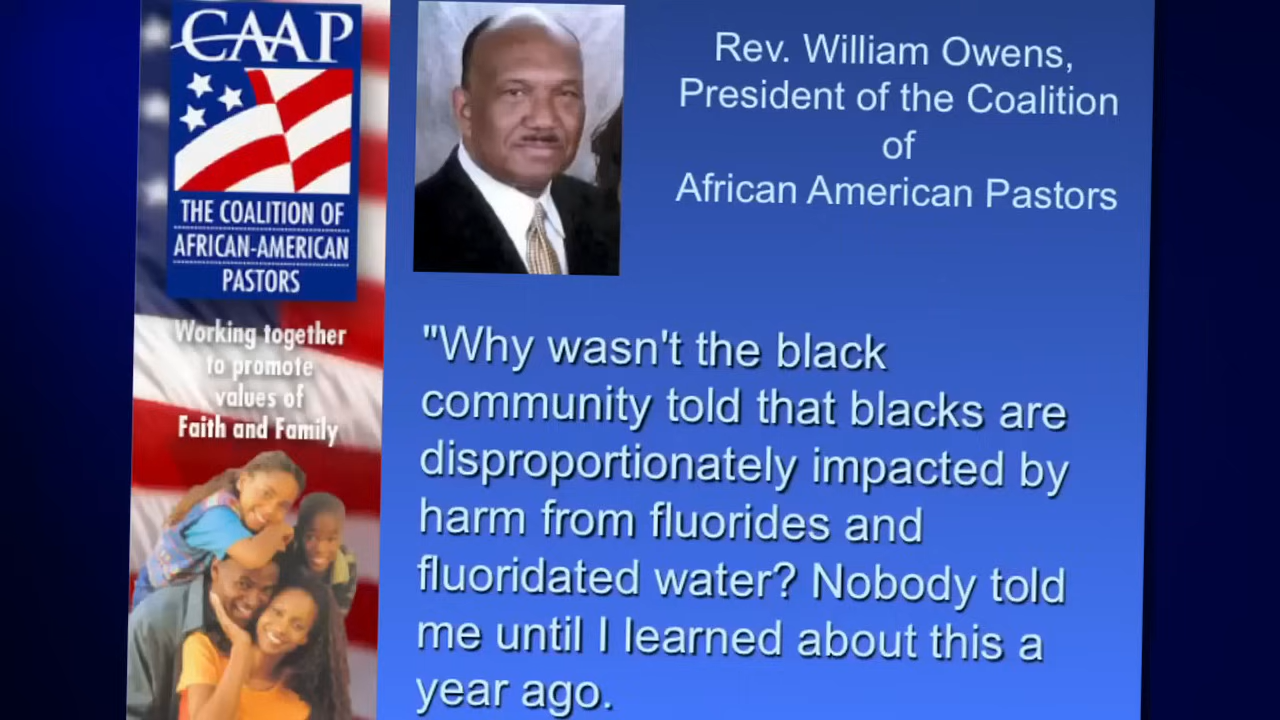 CAAP
THE COALITION OF
AFRICAN-AMERICAN
PASTORS
Working together
to promote
values of
Faith and Family
Rev. William Owens,
President of the Coalition
of
African American Pastors
"Why wasn't the black
community told that blacks are
disproportionately impacted by
harm from fluorides and
fluoridated water? Nobody told
me until I learned about this a
year ago.